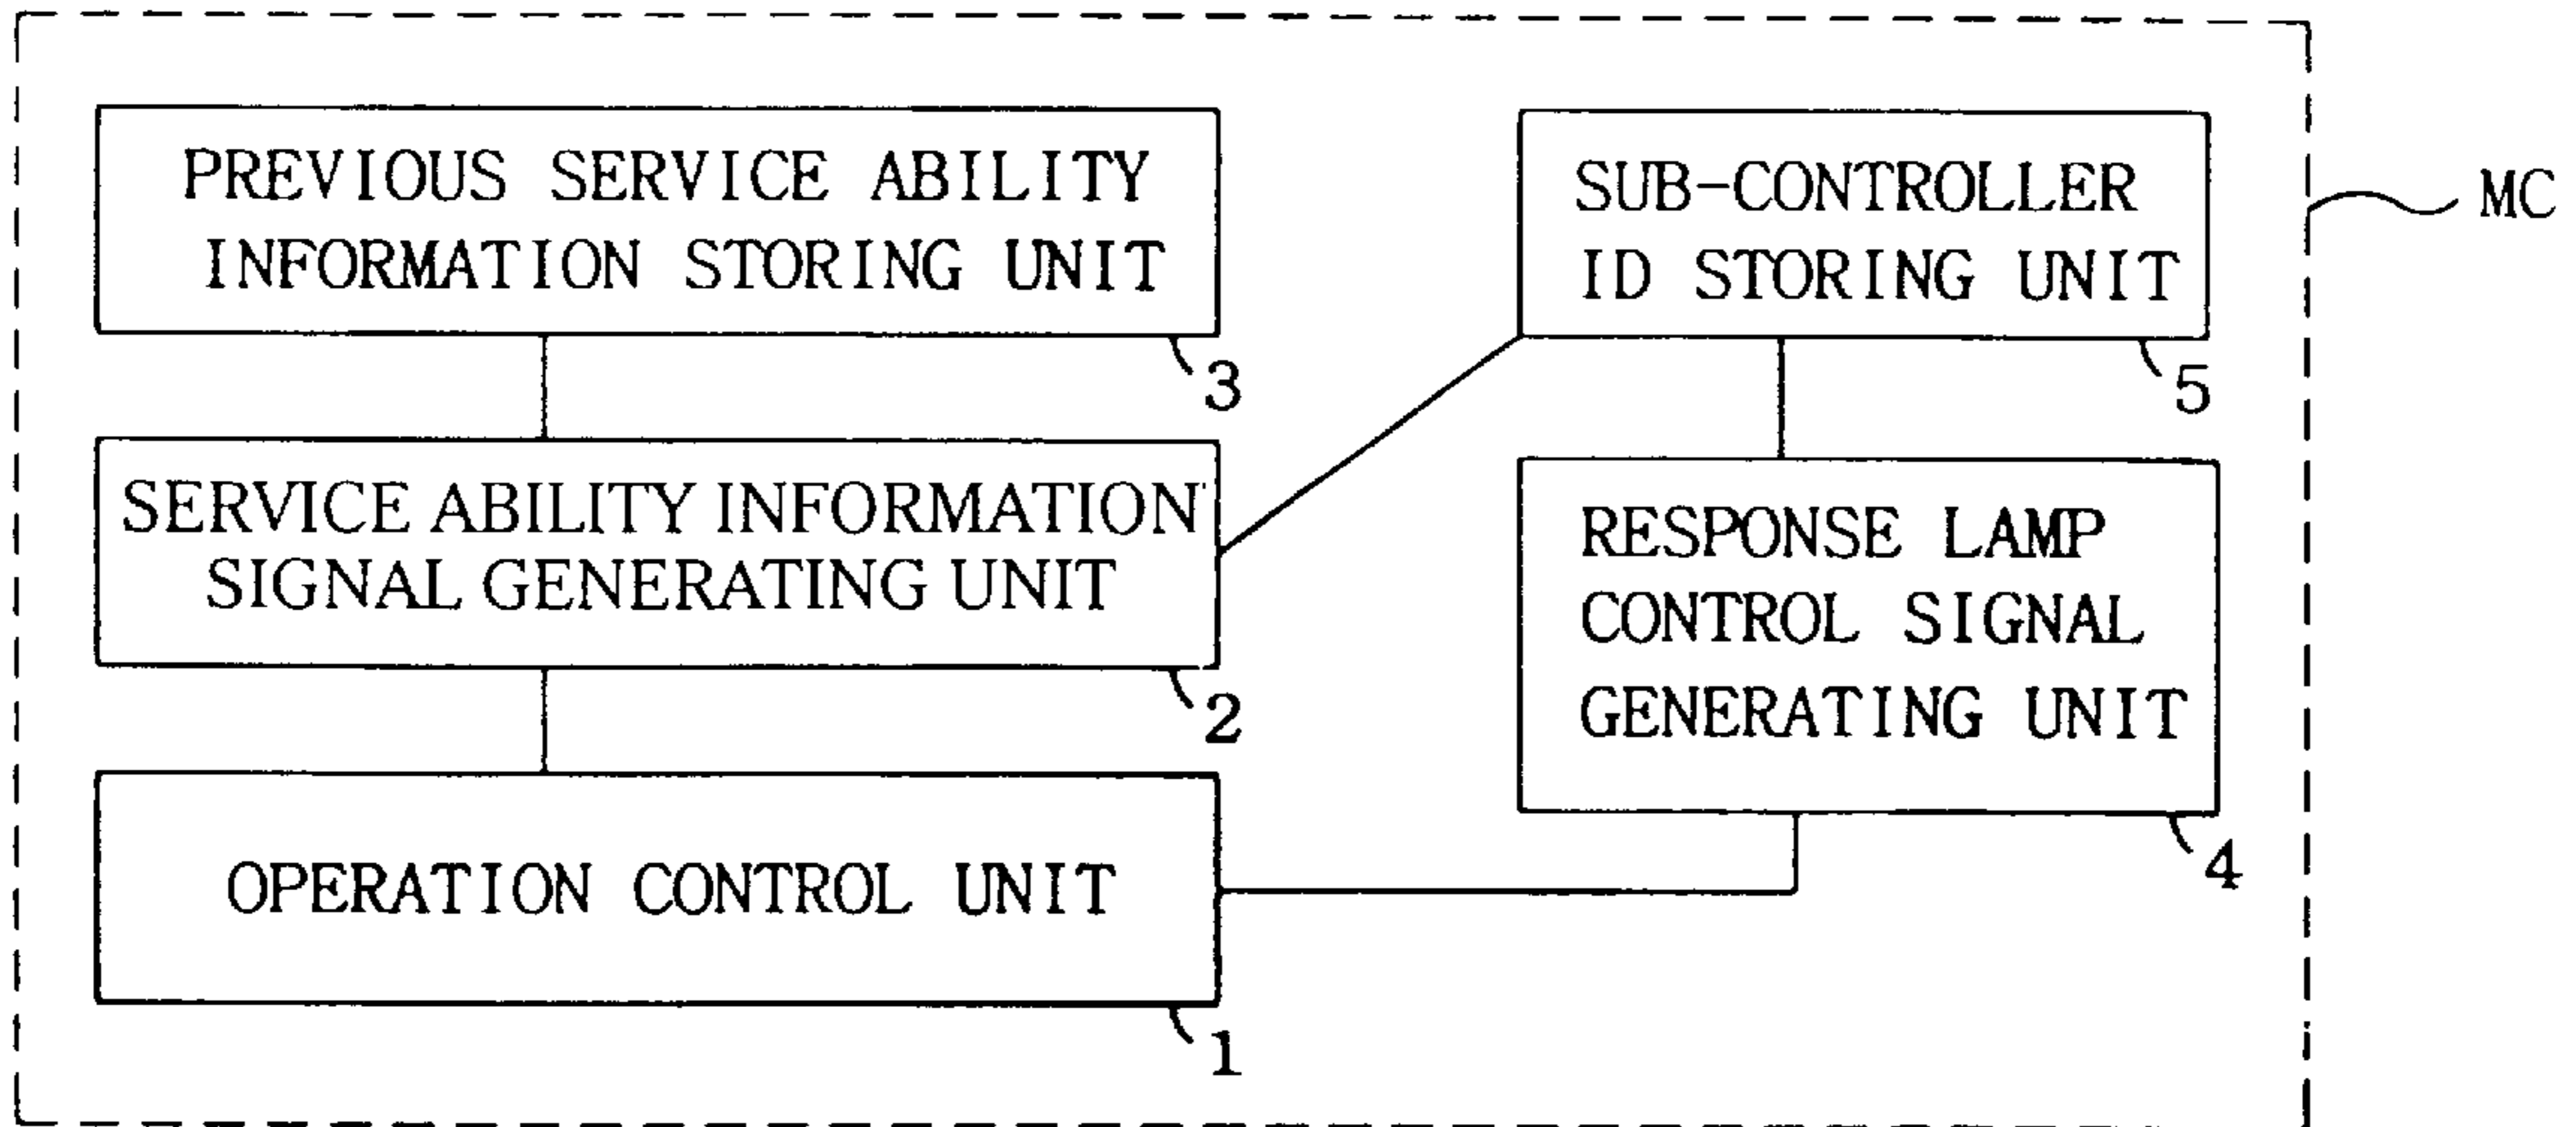 PREVIOUS SERVICE ABILITY
INFORMATION STORING UNIT
3
SUB-CONTROLLER
ID STORING UNIT
5
MC
SERVICE ABILITY INFORMATION
SIGNAL GENERATING UNIT
2
RESPONSE LAMP
CONTROL SIGNAL
GENERATING UNIT
4
OPERATION CONTROL UNIT
1